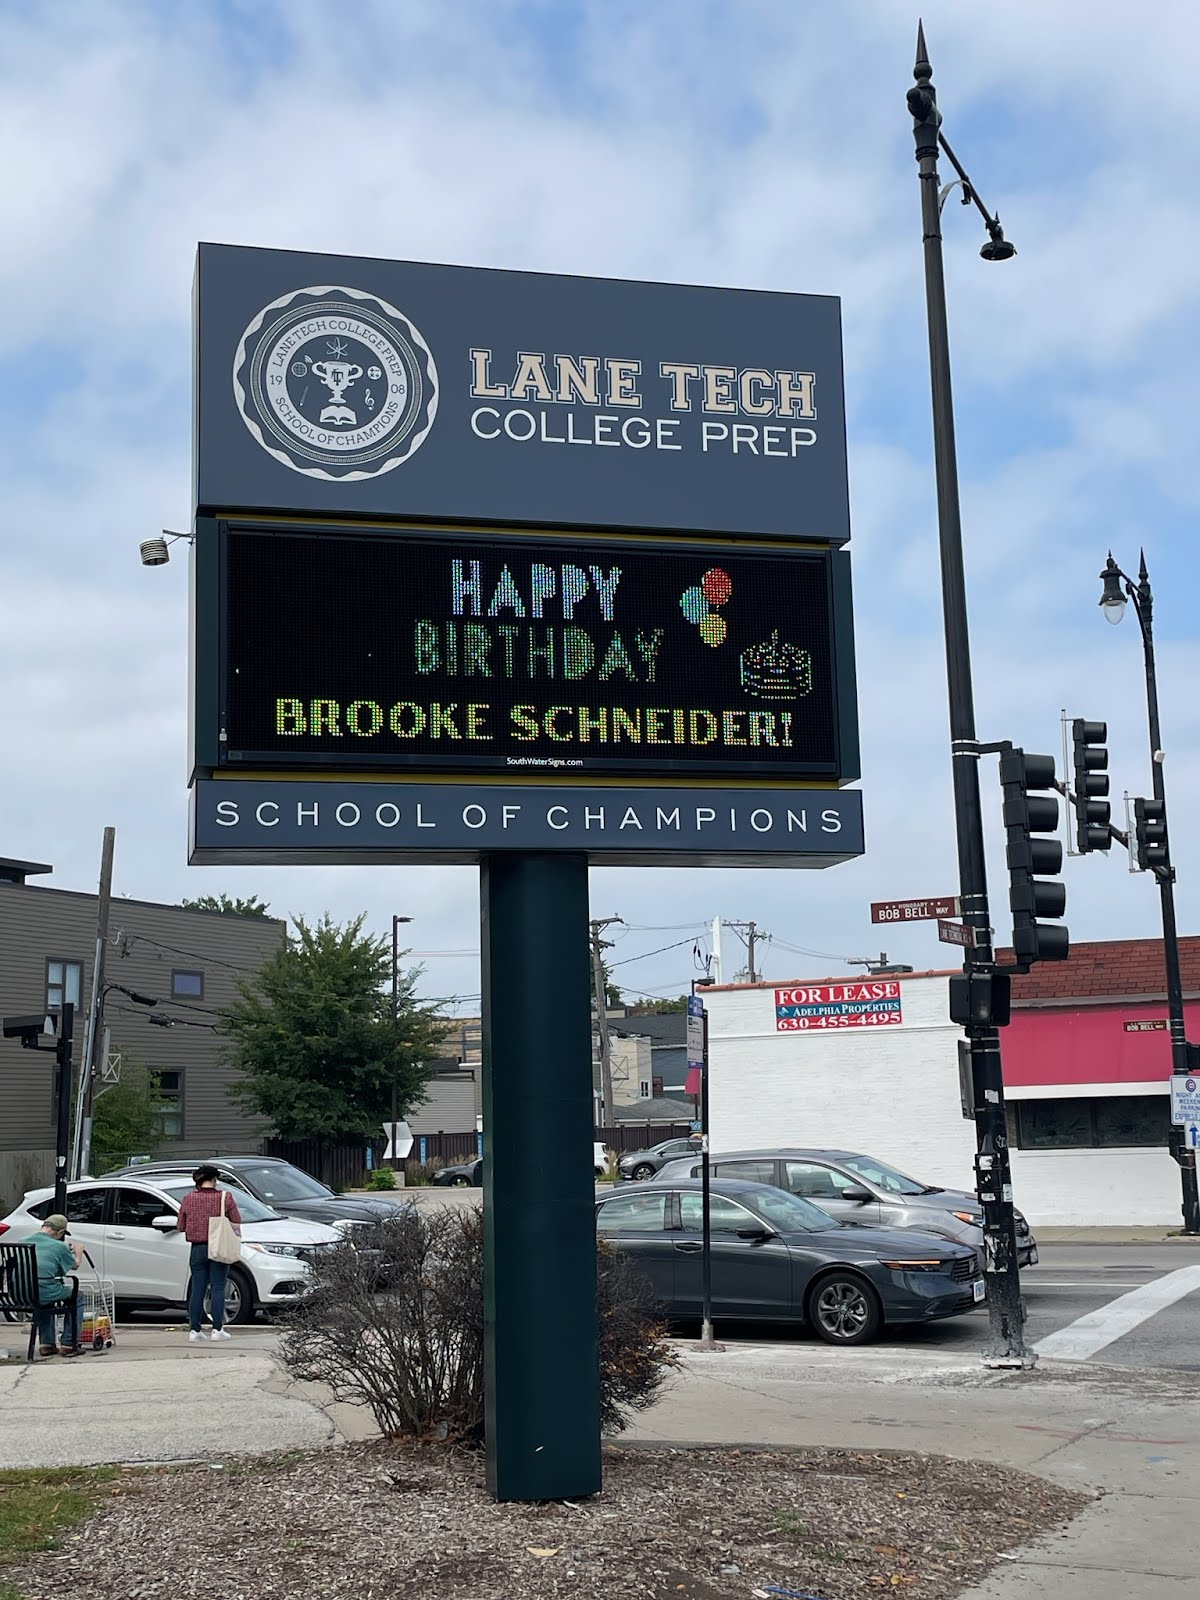 LANE TECH COLLEGE PREP
19 08
SCHOOL OF CHAMPIONS
LANE TECH
COLLEGE PREP
HAPPY
BIRTHDAY
BROOKE SCHNEIDER!
SouthWaterSigns.com
SCHOOL OF CHAMPIONS
HONORARY
BOB BELL WAY
FOR LEASE
ADELPHIA PROPERTIES
630-455-4495
BOB BELL WAY